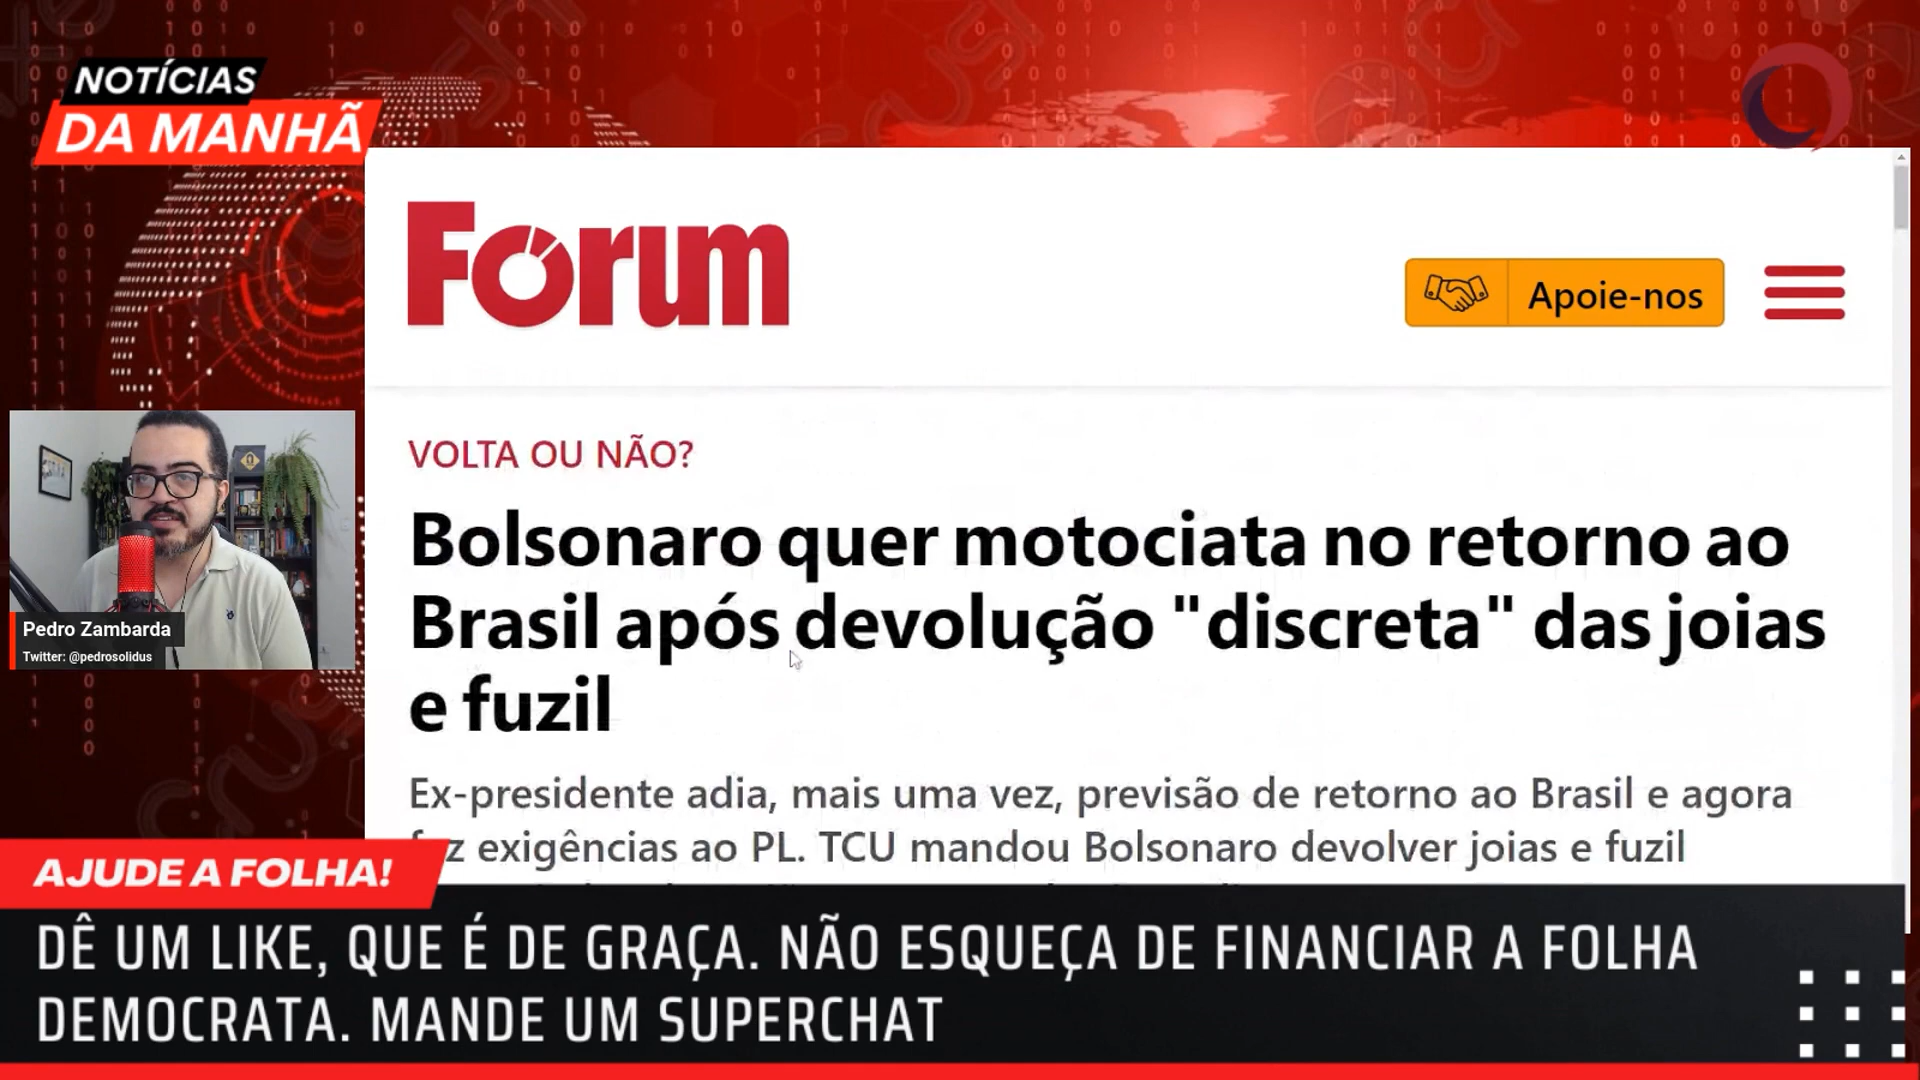 NOTÍCIAS
DA MANHÃ
Forum
Apoie-nos
VOLTA OU NÃO?
Bolsonaro quer motociata no retorno ao
Brasil após devolução "discreta" das joias
e fuzil
Ex-presidente adia, mais uma vez, previsão de retorno ao Brasil e agora
exigências ao PL. TCU mandou Bolsonaro devolver joias e fuzil
Pedro Zambarda
Twitter: @pedrosolidus
AJUDE A FOLHA!
DÊ UM LIKE, QUE É DE GRAÇA. NÃO ESQUEÇA DE FINANCIAR A FOLHA
DEMOCRATA. MANDE UM SUPERCHAT